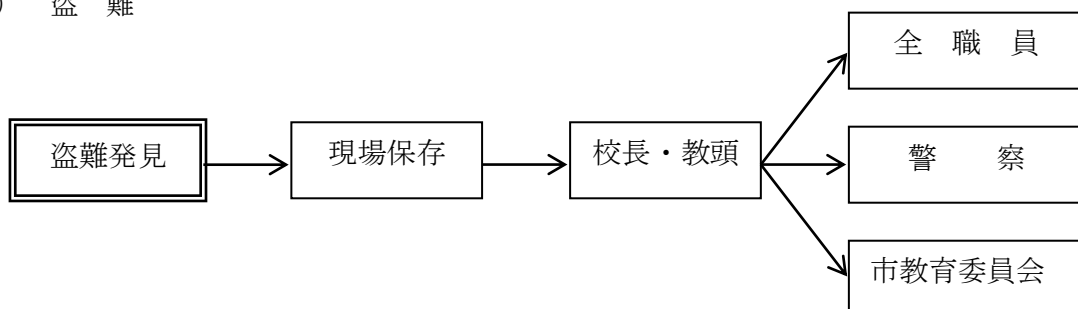 ) 盗 難
全 職 員
盗難発見
現場保存
校長・教頭
警 察
市教育委員会